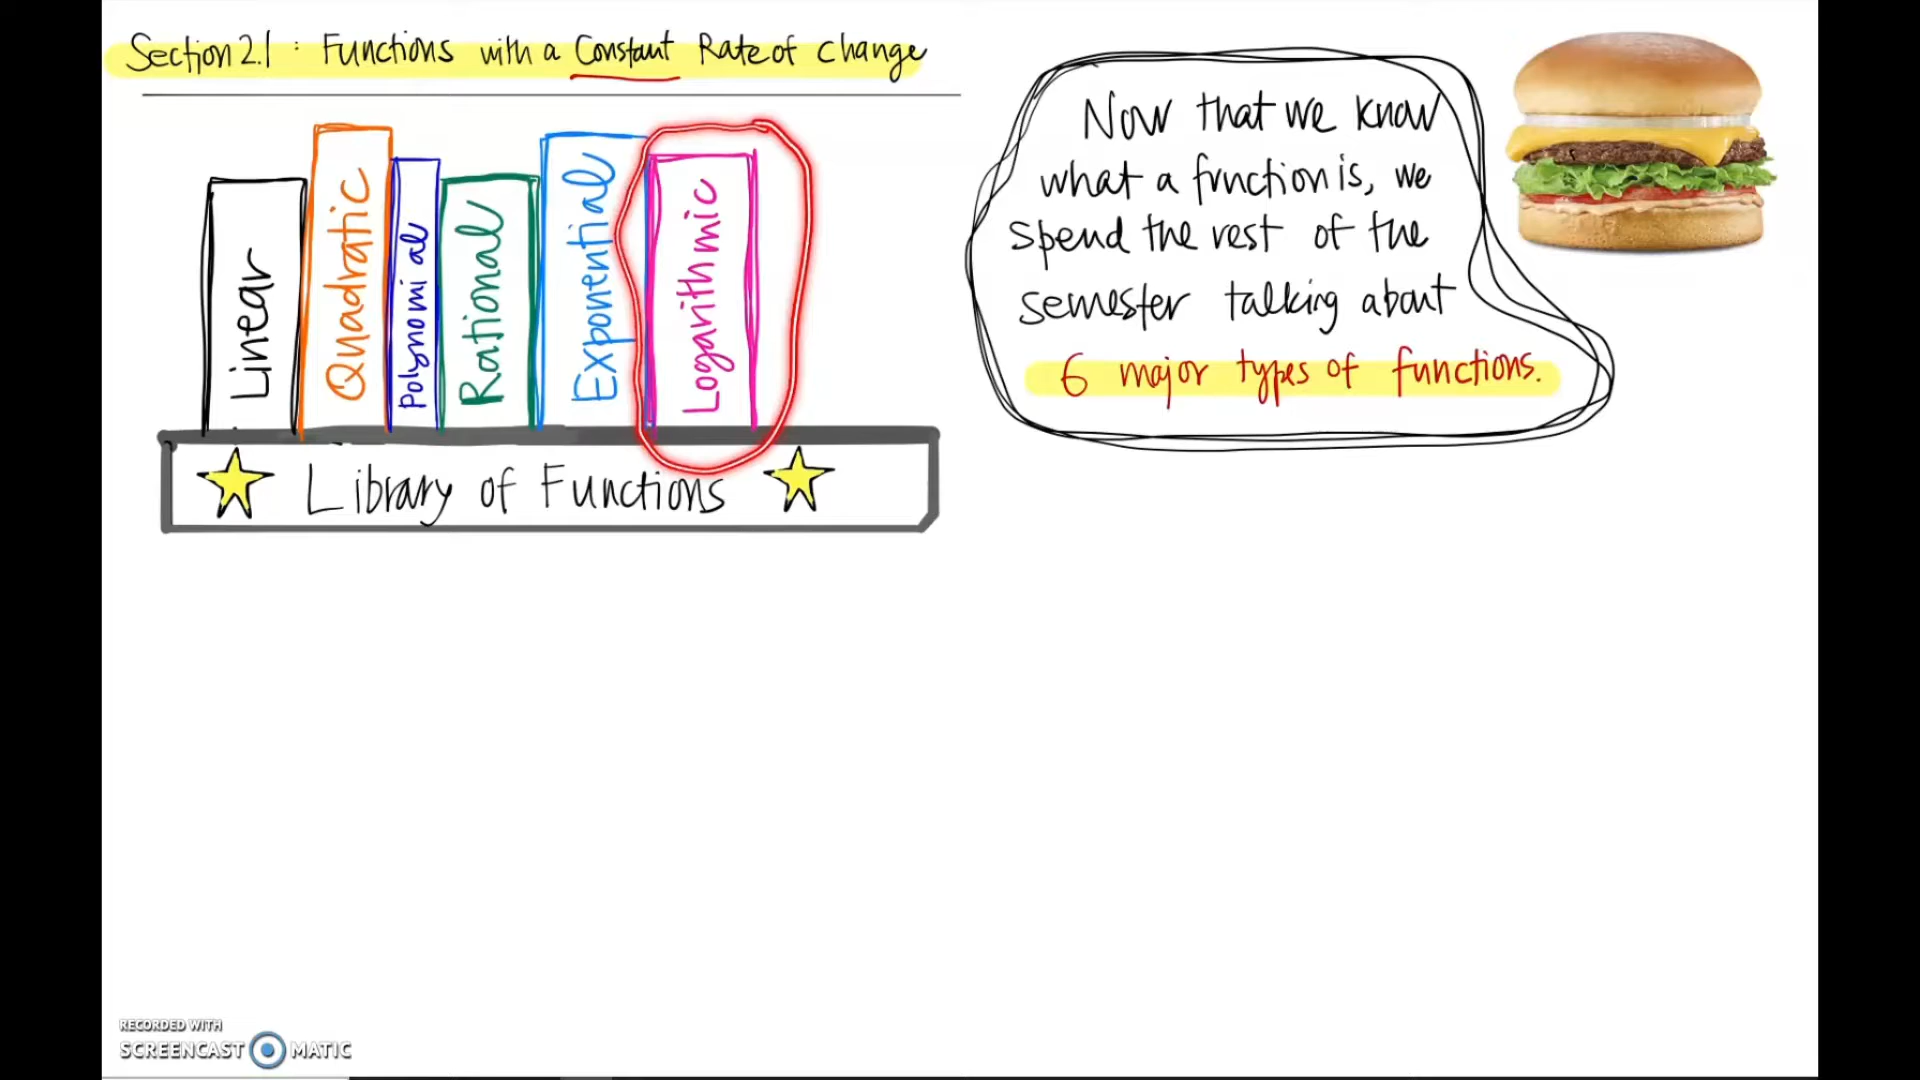 Section 2.1 : Functions with a Constant Rate of Change
Linear
Quadratic
Polynomial
Rational
Exponential
Logarithmic
Library of Functions
Now that we know
what a function is, we
spend the rest of the
semester talking about
6 major types of functions.
RECORDED WITH
SCREENCAST MATIC